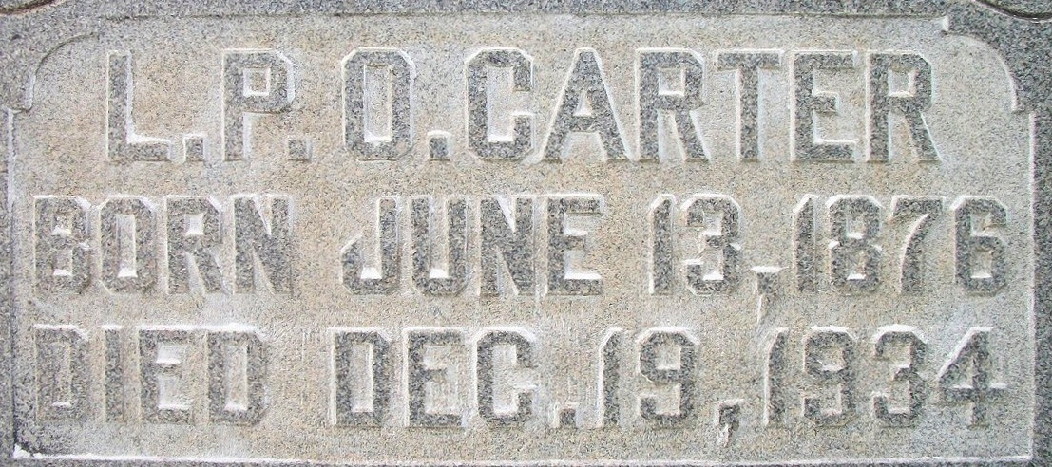 L.P. O.CARTER
BORN JUNE 13,1876
DIED DEC.19,1934